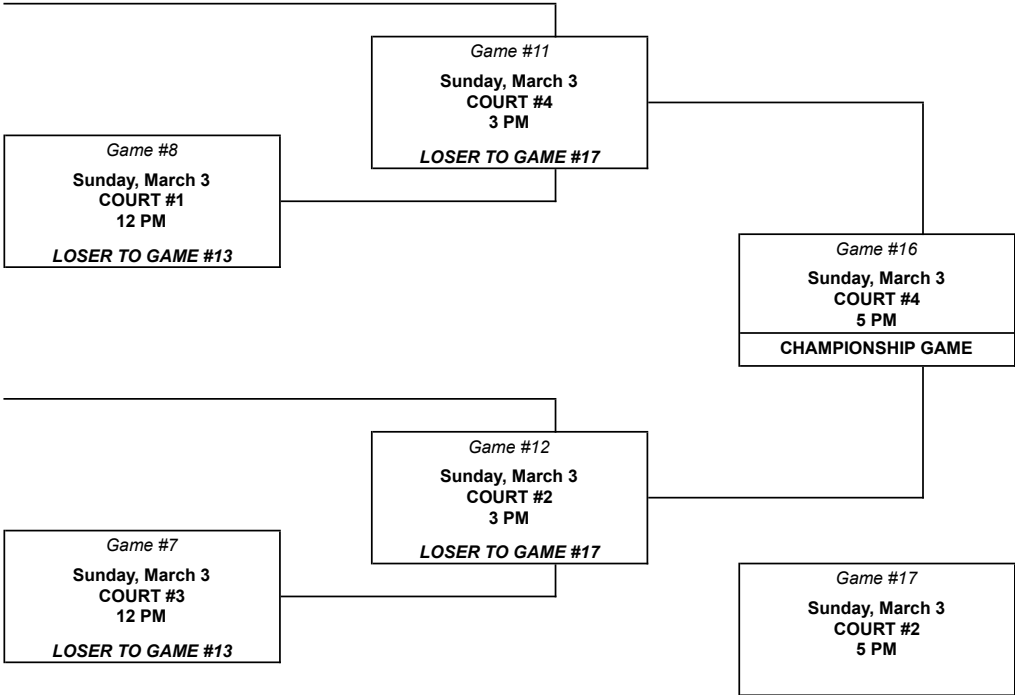 Game #11
Sunday, March 3
COURT #4
3 PM
LOSER TO GAME #17
Game #8
Sunday, March 3
COURT #1
12 PM
LOSER TO GAME #13
Game #16
Sunday, March 3
COURT #4
5 PM
CHAMPIONSHIP GAME
Game #12
Sunday, March 3
COURT #2
3 PM
LOSER TO GAME #17
Game #7
Sunday, March 3
COURT #3
12 PM
LOSER TO GAME #13
Game #17
Sunday, March 3
COURT #2
5 PM